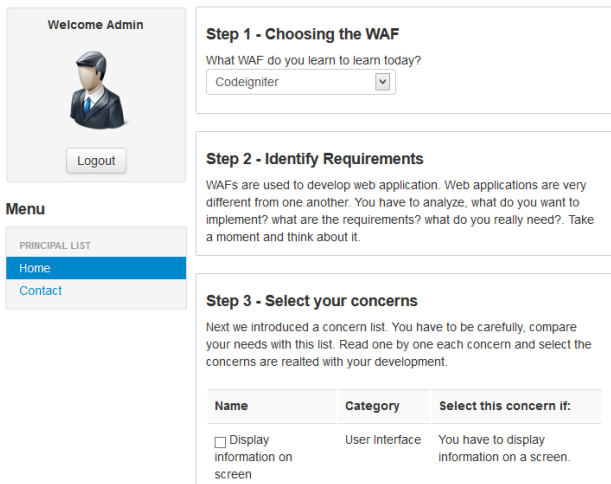 Welcome Admin
Logout
Menu
PRINCIPAL LIST
Home
Contact
Step 1 - Choosing the WAF
What WAF do you learn to learn today?
Codeigniter
Step 2 - Identify Requirements
WAFs are used to develop web application. Web applications are very
different from one another. You have to analyze, what do you want to
implement? what are the requirements? what do you really need?. Take
a moment and think about it.
Step 3 - Select your concerns
Next we introduced a concern list. You have to be carefully, compare
your needs with this list. Read one by one each concern and select the
concerns are realted with your development.
Name Category Select this concern if:
Display User Interface You have to display
information on information on a screen.
screen